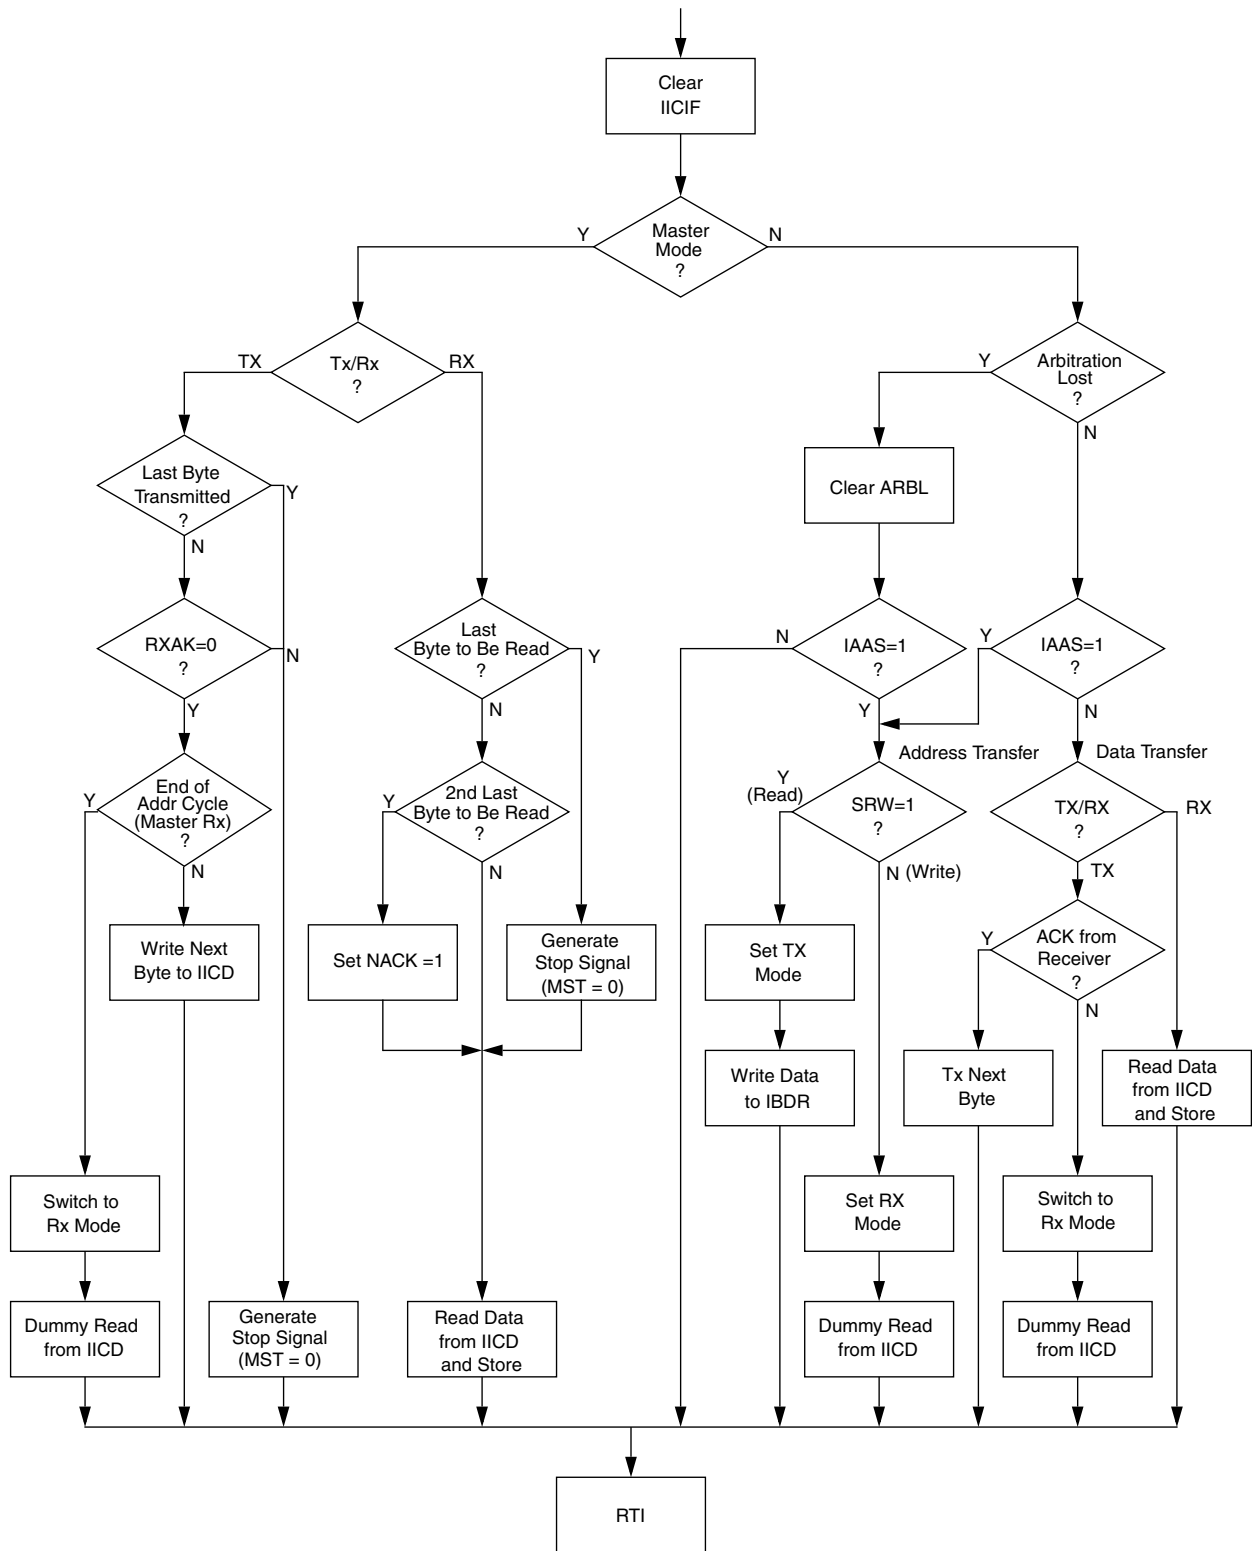 Clear
IICIF
Master
Mode
?
Y
N
Tx/Rx
?
TX
RX
Arbitration
Lost
?
Y
N
Last Byte
Transmitted
?
Y
N
Clear ARBL
RXAK=0
?
N
Y
Last
Byte to Be Read
?
Y
N
IAAS=1
?
N
Y
IAAS=1
?
Y
N
Address Transfer
Data Transfer
End of
Addr Cycle
(Master Rx)
?
Y
N
2nd Last
Byte to Be Read
?
Y
N
Y
(Read)
SRW=1
?
N (Write)
TX/RX
?
RX
TX
Write Next
Byte to IICD
Set NACK =1
Generate
Stop Signal
(MST = 0)
Set TX
Mode
ACK from
Receiver
?
Y
N
Write Data
to IBDR
Tx Next
Byte
Read Data
from IICD
and Store
Switch to
Rx Mode
Set RX
Mode
Switch to
Rx Mode
Dummy Read
from IICD
Generate
Stop Signal
(MST = 0)
Read Data
from IICD
and Store
Dummy Read
from IICD
Dummy Read
from IICD
RTI